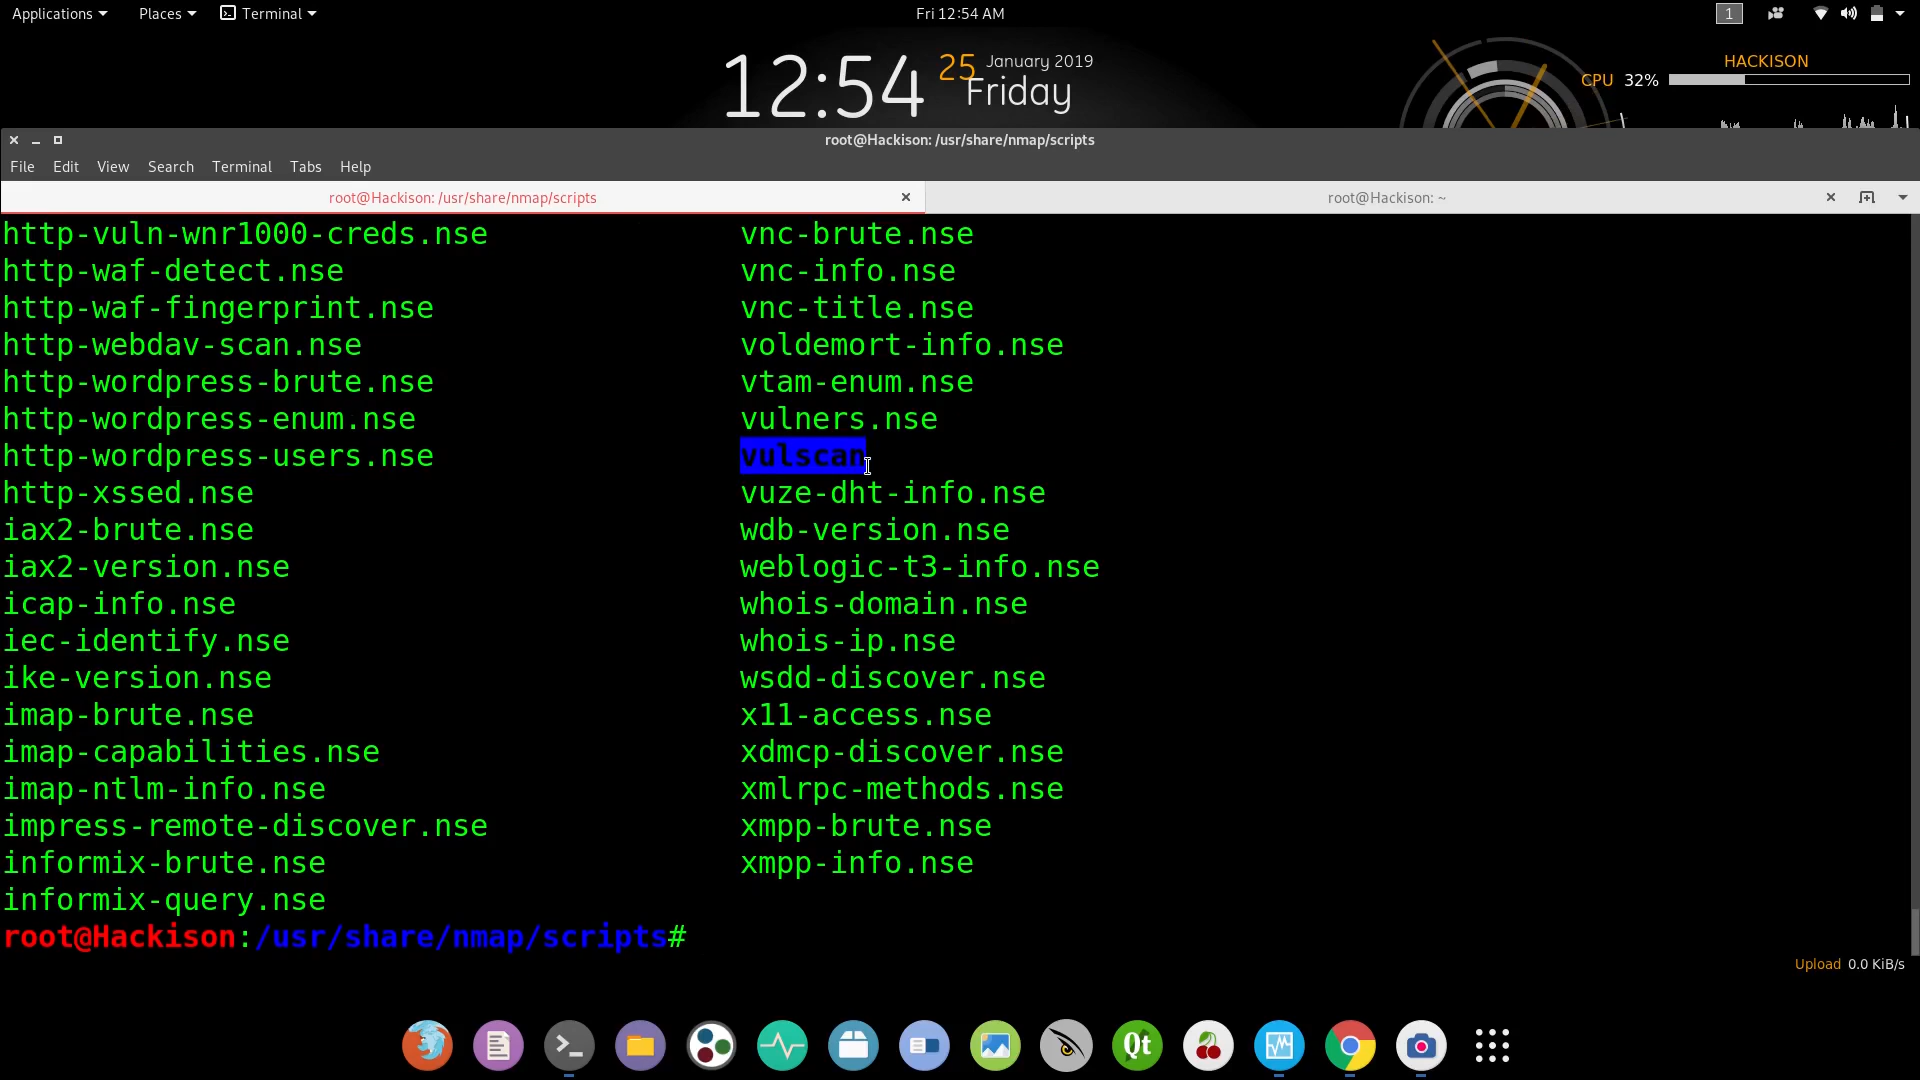 Applications Places Terminal Fri 12:54 AM 1
12:54 25 January 2019
Friday
HACKISON
CPU 32%
root@Hackison: /usr/share/nmap/scripts
File Edit View Search Terminal Tabs Help
root@Hackison: /usr/share/nmap/scripts root@Hackison: ~
http-vuln-wnr1000-creds.nse vnc-brute.nse
http-waf-detect.nse vnc-info.nse
http-waf-fingerprint.nse vnc-title.nse
http-webdav-scan.nse voldemort-info.nse
http-wordpress-brute.nse vtam-enum.nse
http-wordpress-enum.nse vulners.nse
http-wordpress-users.nse vulscan
http-xssed.nse vuze-dht-info.nse
iax2-brute.nse wdb-version.nse
iax2-version.nse weblogic-t3-info.nse
icap-info.nse whois-domain.nse
iec-identify.nse whois-ip.nse
ike-version.nse wsdd-discover.nse
imap-brute.nse x11-access.nse
imap-capabilities.nse xdmcp-discover.nse
imap-ntlm-info.nse xmlrpc-methods.nse
impress-remote-discover.nse xmpp-brute.nse
informix-brute.nse xmpp-info.nse
informix-query.nse
root@Hackison:/usr/share/nmap/scripts#
Upload 0.0 KiB/s
Qt